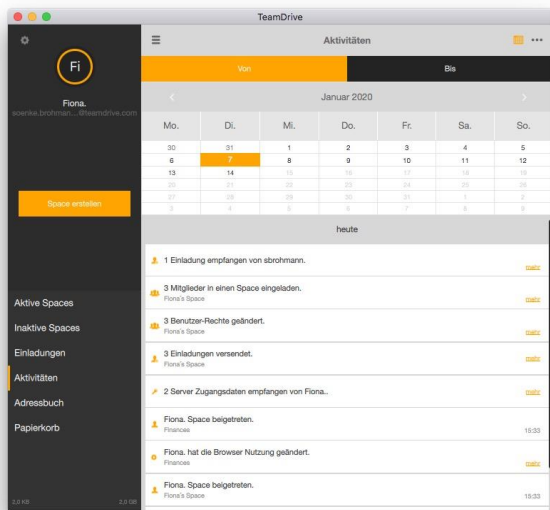 TeamDrive
Fi
Fiona.
soenke.brohman...@teamdrive.com
Space erstellen
Aktive Spaces
Inaktive Spaces
Einladungen
Aktivitäten
Adressbuch
Papierkorb
2,0 KB 2,0 GB
Aktivitäten
Von Bis
Januar 2020
Mo. Di. Mi. Do. Fr. Sa. So.
30 31 1 2 3 4 5
6 7 8 9 10 11 12
13 14 15 16 17 18 19
20 21 22 23 24 25 26
27 28 29 30 31 1 2
3 4 5 6 7 8 9
heute
1 Einladung empfangen von sbrohmann.
mehr
3 Mitglieder in einen Space eingeladen.
Fiona's Space mehr
3 Benutzer-Rechte geändert.
Fiona's Space mehr
3 Einladungen versendet.
Fiona's Space mehr
2 Server Zugangsdaten empfangen von Fiona..
mehr
Fiona. Space beigetreten.
Finances 15:33
Fiona. hat die Browser Nutzung geändert.
Finances mehr
Fiona. Space beigetreten.
Fiona's Space 15:33
Fiona. Space beigetreten.